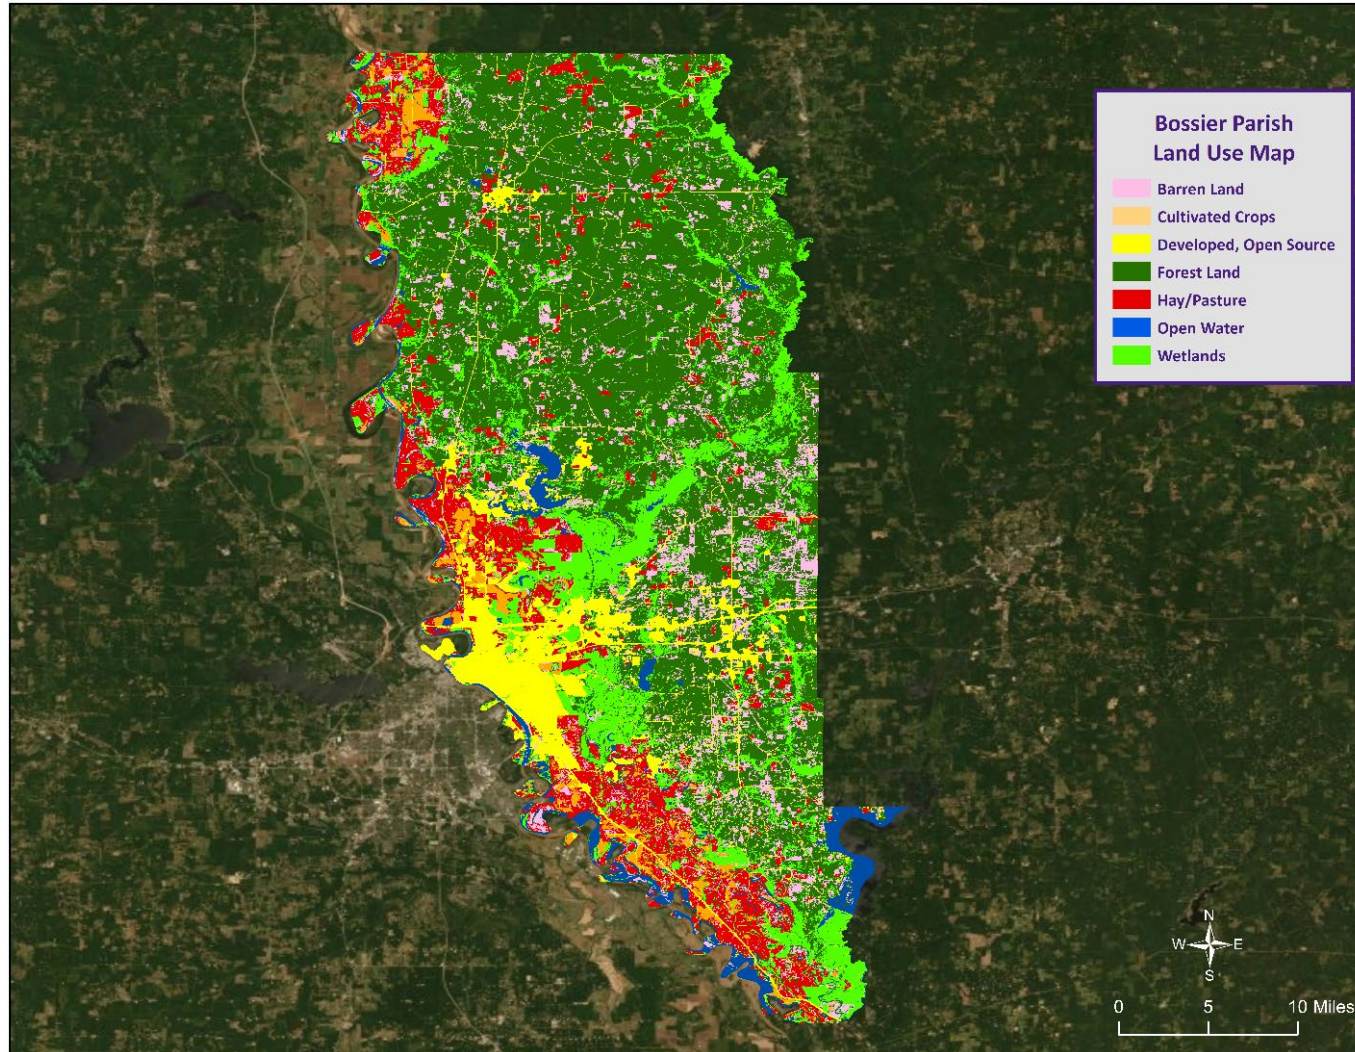 Bossier Parish
Land Use Map
Barren Land
Cultivated Crops
Developed, Open Source
Forest Land
Hay/Pasture
Open Water
Wetlands
N
W E
S
0 5 10 Miles